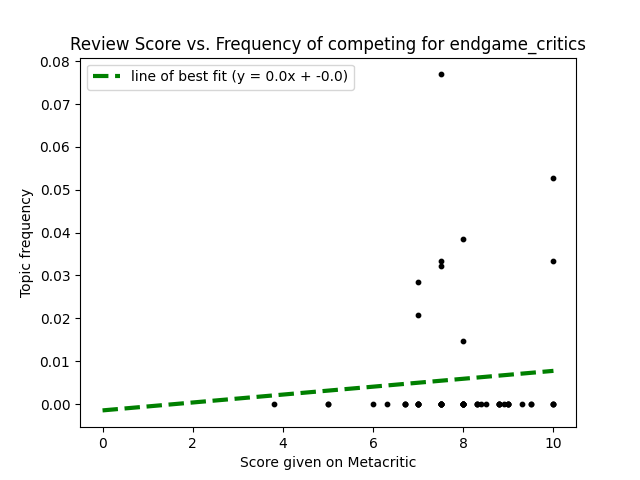 Review Score vs. Frequency of competing for endgame_critics
line of best fit (y = 0.0x + -0.0)
0.08
0.07
0.06
0.05
0.04
0.03
0.02
0.01
0.00
Topic frequency
0 2 4 6 8 10
Score given on Metacritic